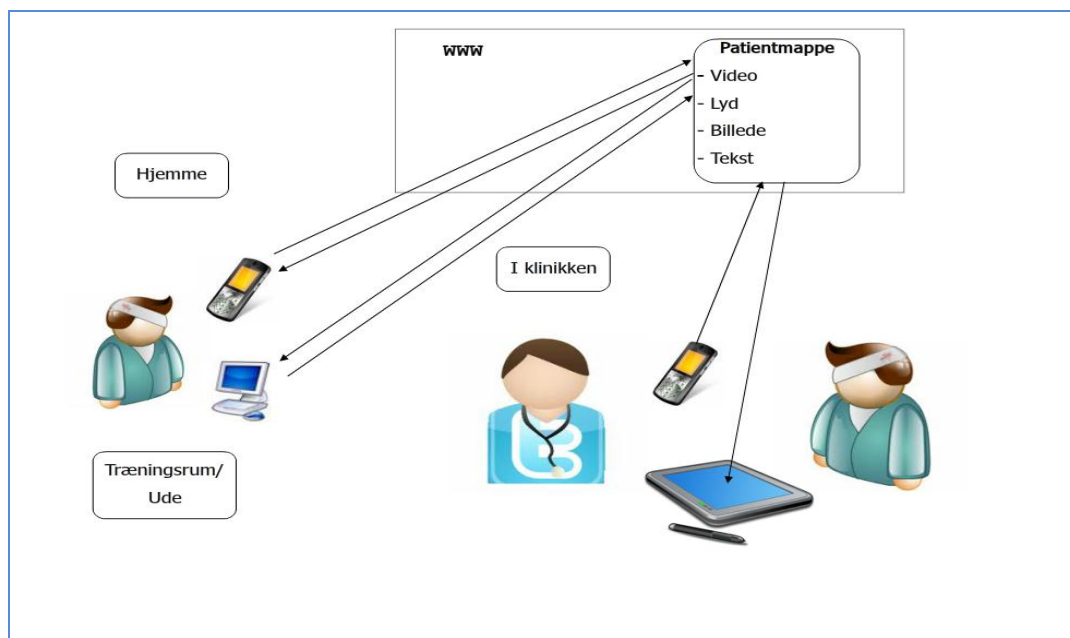 www
Patientmappe
- Video
- Lyd
- Billede
- Tekst
Hjemme
I klinikken
Træningsrum/
Ude